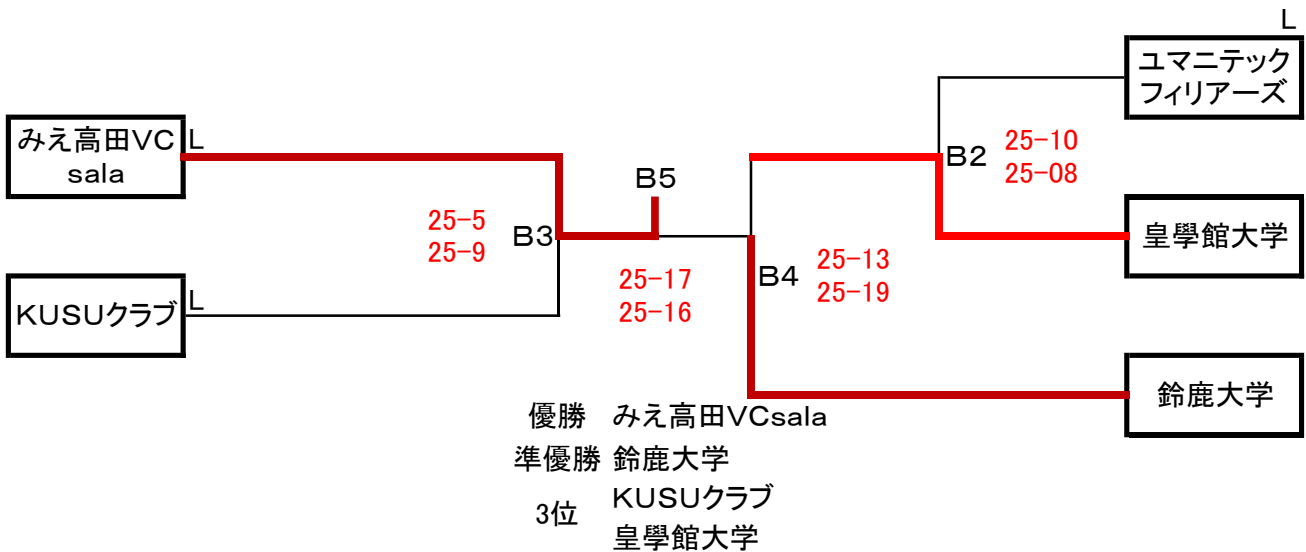 L
ユマニテック
フィリアーズ
みえ高田VC
sala
L
B2
25-10
25-08
B5
25-5
25-9
B3
皇學館大学
25-17
25-16
B4
25-13
25-19
KUSUクラブ
L
鈴鹿大学
優勝 みえ高田VCsala
準優勝 鈴鹿大学
3位 KUSUクラブ
皇學館大学